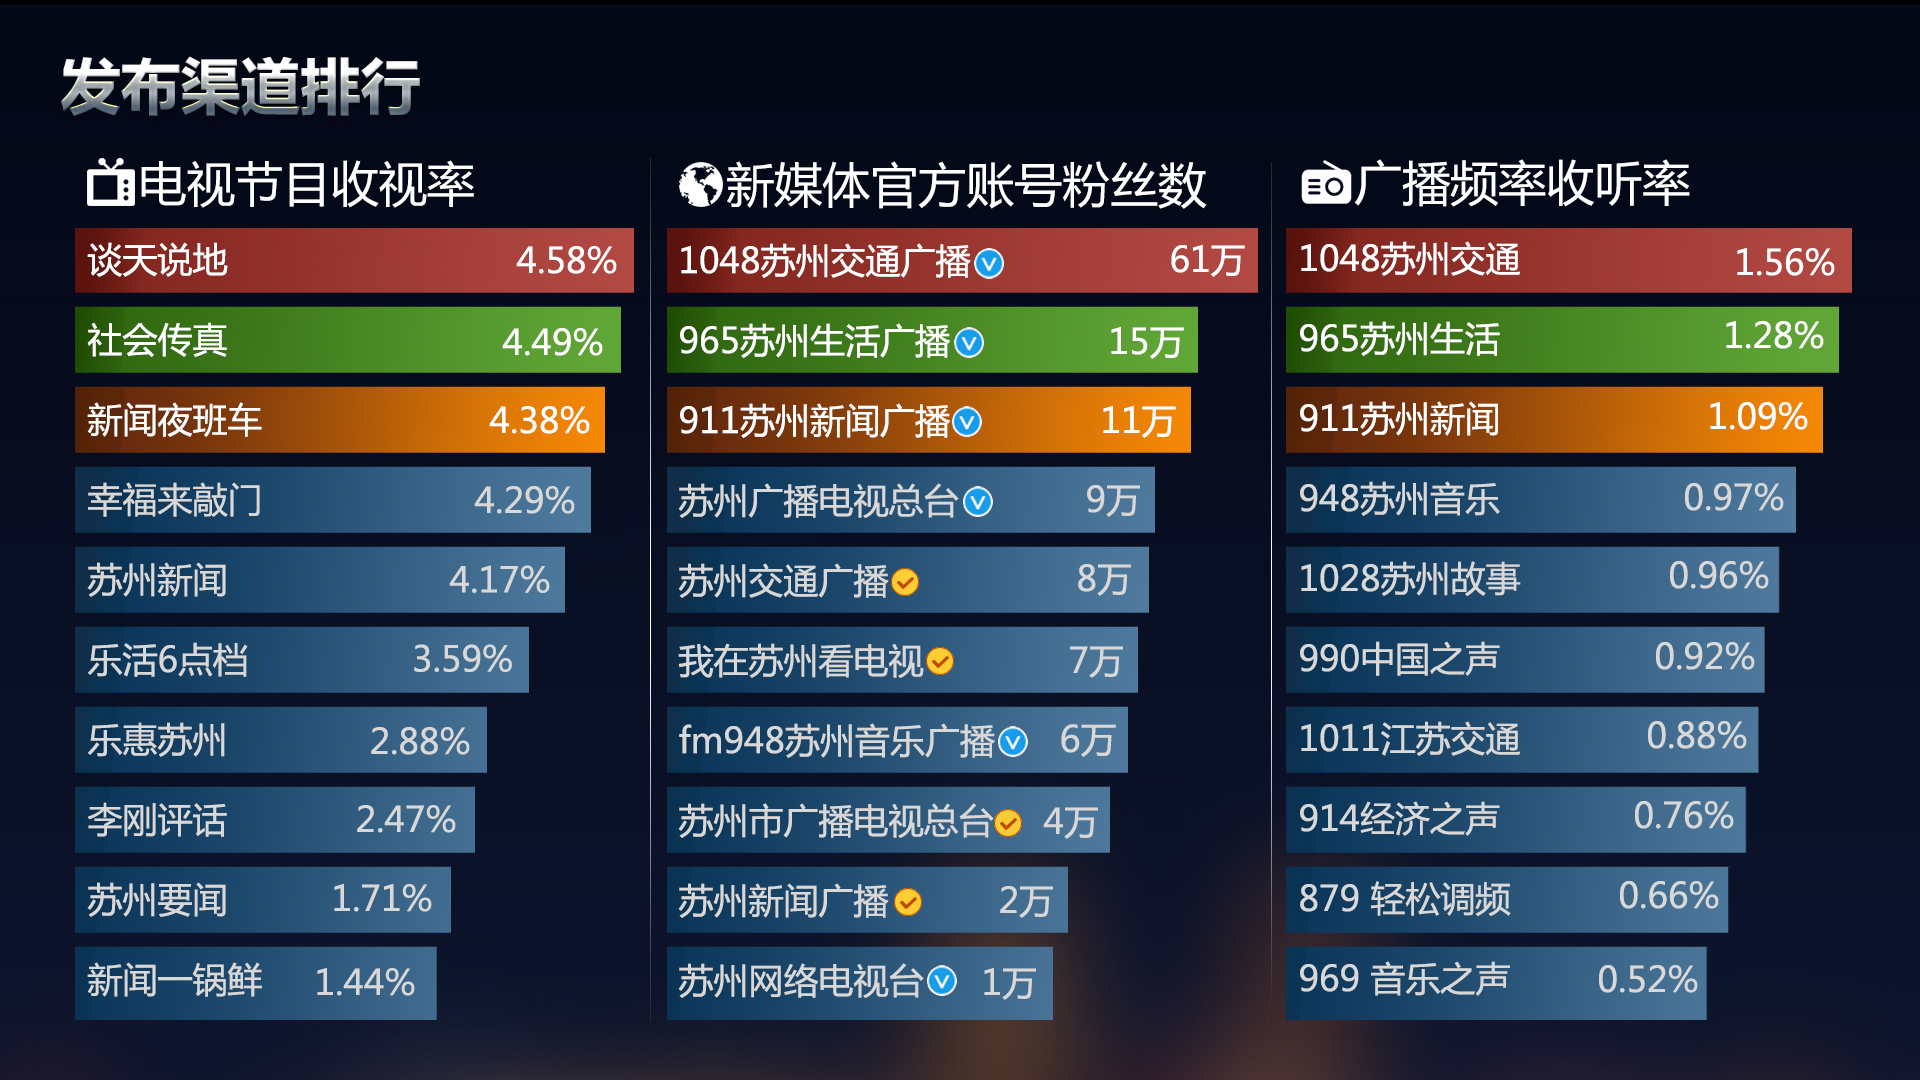 发布渠道排行
电视节目收视率
谈天说地 4.58%
社会传真 4.49%
新闻夜班车 4.38%
幸福来敲门 4.29%
苏州新闻 4.17%
乐活6点档 3.59%
乐惠苏州 2.88%
李刚评话 2.47%
苏州要闻 1.71%
新闻一锅鲜 1.44%
新媒体官方账号粉丝数
1048苏州交通广播 61万
965苏州生活广播 15万
911苏州新闻广播 11万
苏州广播电视总台 9万
苏州交通广播 8万
我在苏州看电视 7万
fm948苏州音乐广播 6万
苏州市广播电视总台 4万
苏州新闻广播 2万
苏州网络电视台 1万
广播频率收听率
1048苏州交通 1.56%
965苏州生活 1.28%
911苏州新闻 1.09%
948苏州音乐 0.97%
1028苏州故事 0.96%
990中国之声 0.92%
1011江苏交通 0.88%
914经济之声 0.76%
879 轻松调频 0.66%
969 音乐之声 0.52%